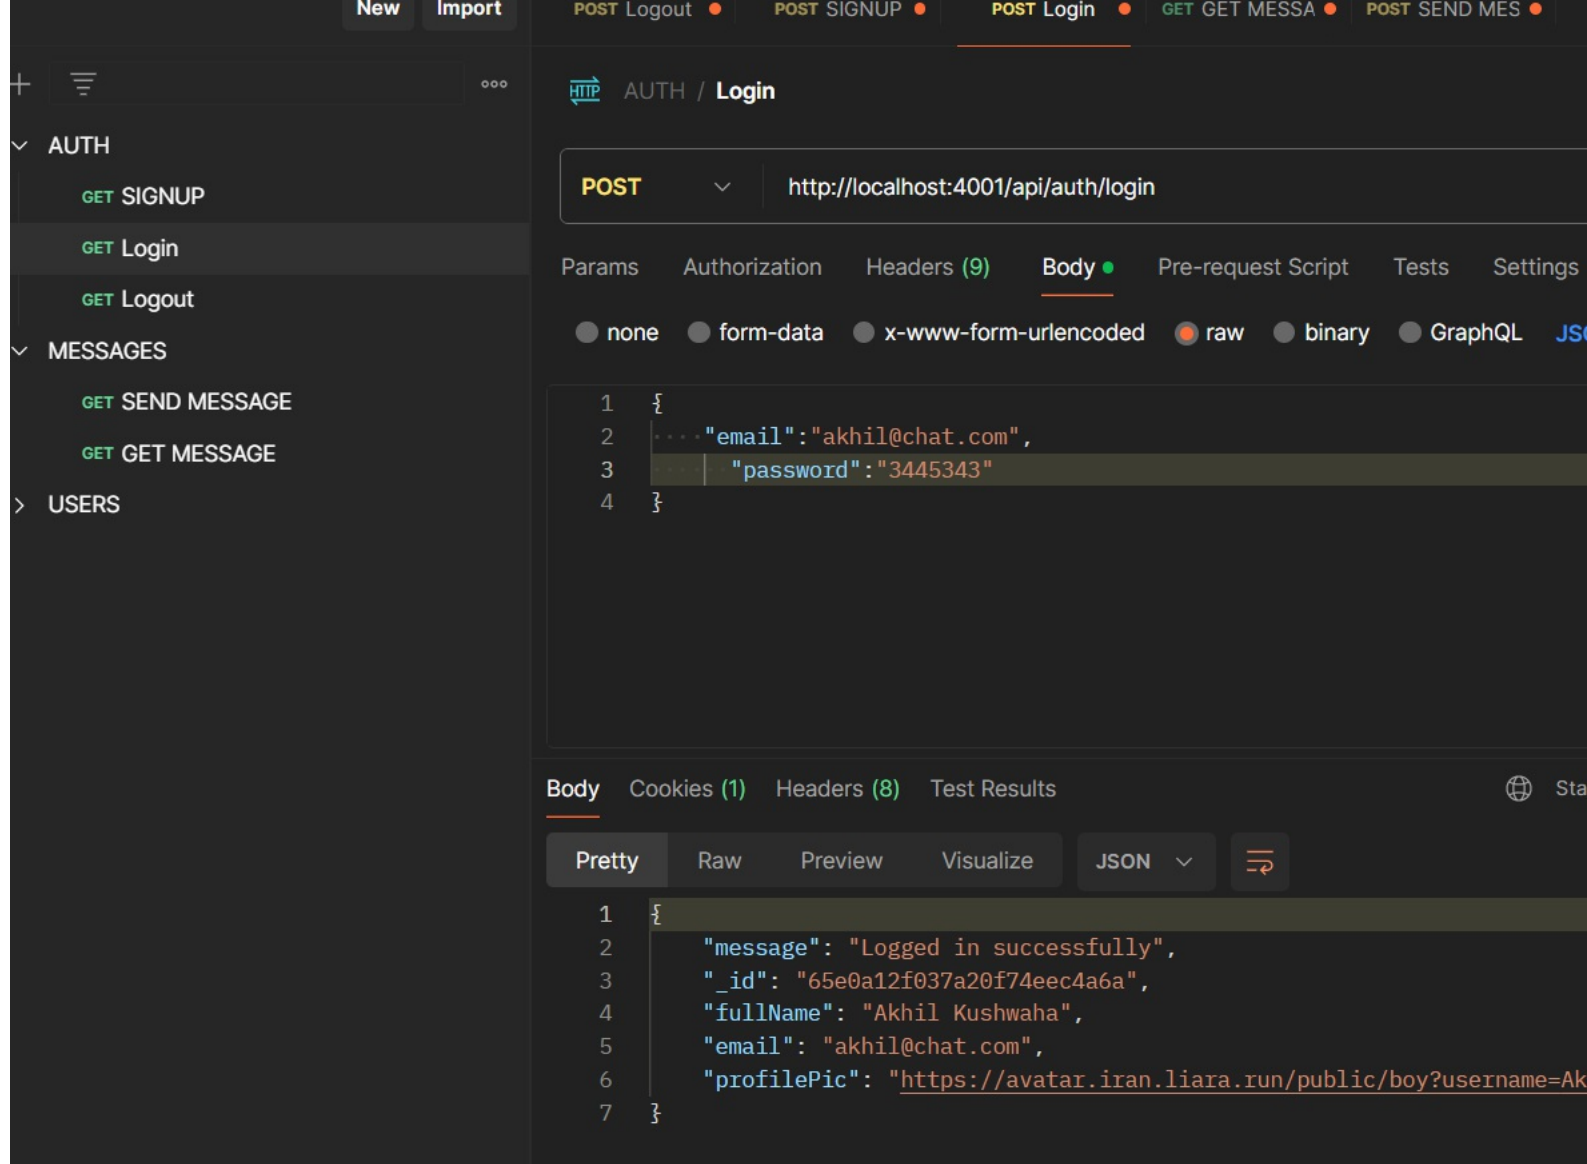 New Import POST Logout POST SIGNUP POST Login GET GET MESSA POST SEND MES
HTTP AUTH / Login
AUTH
GET SIGNUP
GET Login
GET Logout
MESSAGES
GET SEND MESSAGE
GET GET MESSAGE
USERS
POST http://localhost:4001/api/auth/login
Params Authorization Headers (9) Body Pre-request Script Tests Settings
none form-data x-www-form-urlencoded raw binary GraphQL JSO
1 {
2 "email":"akhil@chat.com",
3 "password":"3445343"
4 }
Body Cookies (1) Headers (8) Test Results Sta
Pretty Raw Preview Visualize JSON
1 {
2 "message": "Logged in successfully",
3 "_id": "65e0a12f037a20f74eec4a6a",
4 "fullName": "Akhil Kushwaha",
5 "email": "akhil@chat.com",
6 "profilePic": "https://avatar.iran.liara.run/public/boy?username=Ak
7 }